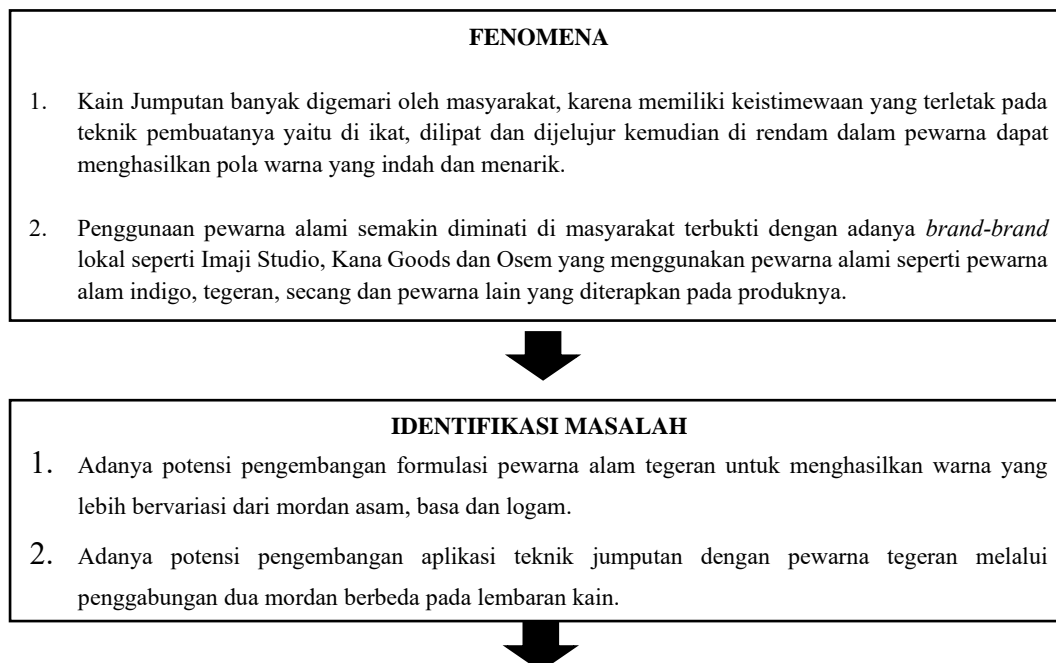 FENOMENA
1. Kain Jumputan banyak digemari oleh masyarakat, karena memiliki keistimewaan yang terletak pada
teknik pembuatanya yaitu di ikat, dilipat dan dijelujur kemudian di rendam dalam pewarna dapat
menghasilkan pola warna yang indah dan menarik.
2. Penggunaan pewarna alami semakin diminati di masyarakat terbukti dengan adanya brand-brand
lokal seperti Imaji Studio, Kana Goods dan Osem yang menggunakan pewarna alami seperti pewarna
alam indigo, tegeran, secang dan pewarna lain yang diterapkan pada produknya.
IDENTIFIKASI MASALAH
1. Adanya potensi pengembangan formulasi pewarna alam tegeran untuk menghasilkan warna yang
lebih bervariasi dari mordan asam, basa dan logam.
2. Adanya potensi pengembangan aplikasi teknik jumputan dengan pewarna tegeran melalui
penggabungan dua mordan berbeda pada lembaran kain.